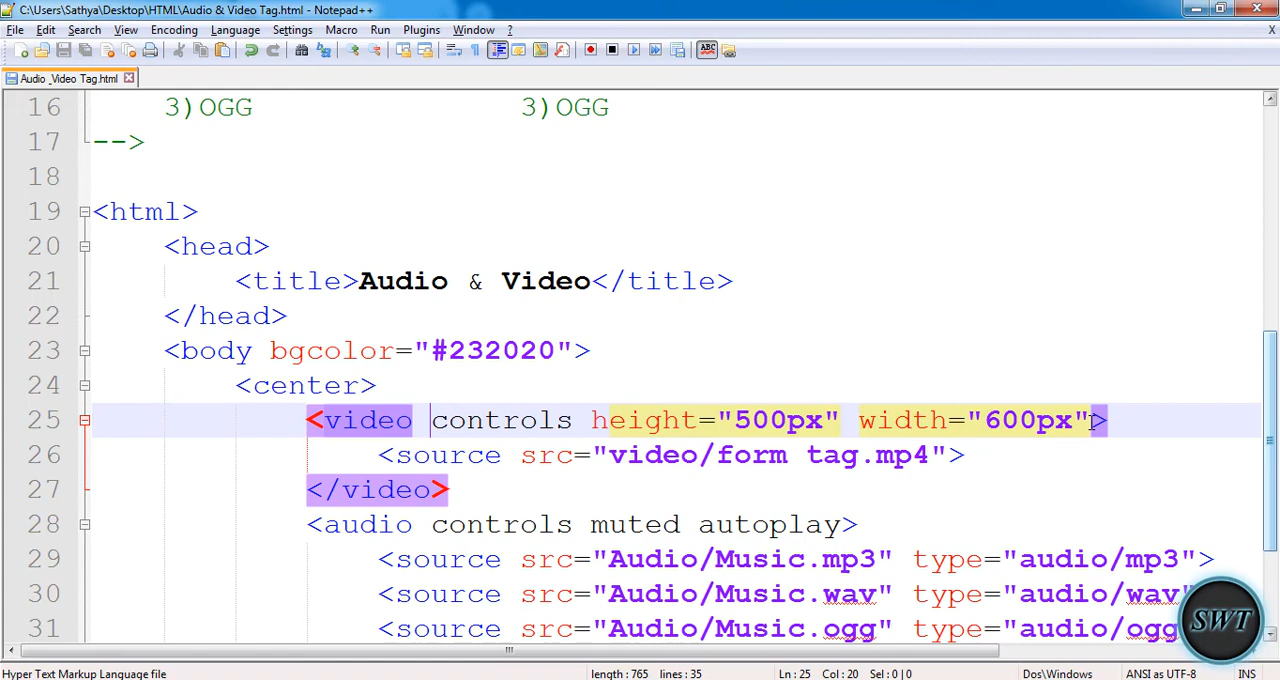 C:\Users\Sathya\Desktop\HTML\Audio & Video Tag.html - Notepad++
File Edit Search View Encoding Language Settings Macro Run Plugins Window ? X
ABC
Audio _Video Tag.html
16 3)OGG 3)OGG
17 -->
18
19 <html>
20 <head>
21 <title>Audio & Video</title>
22 </head>
23 <body bgcolor="#232020">
24 <center>
25 <video controls height="500px" width="600px">
26 <source src="video/form tag.mp4">
27 </video>
28 <audio controls muted autoplay>
29 <source src="Audio/Music.mp3" type="audio/mp3">
30 <source src="Audio/Music.wav" type="audio/wav"
31 <source src="Audio/Music.ogg" type="audio/ogg
SWT
Hyper Text Markup Language file length : 765 lines : 35 Ln : 25 Col : 20 Sel : 0 | 0 Dos\Windows ANSI as UTF-8 INS